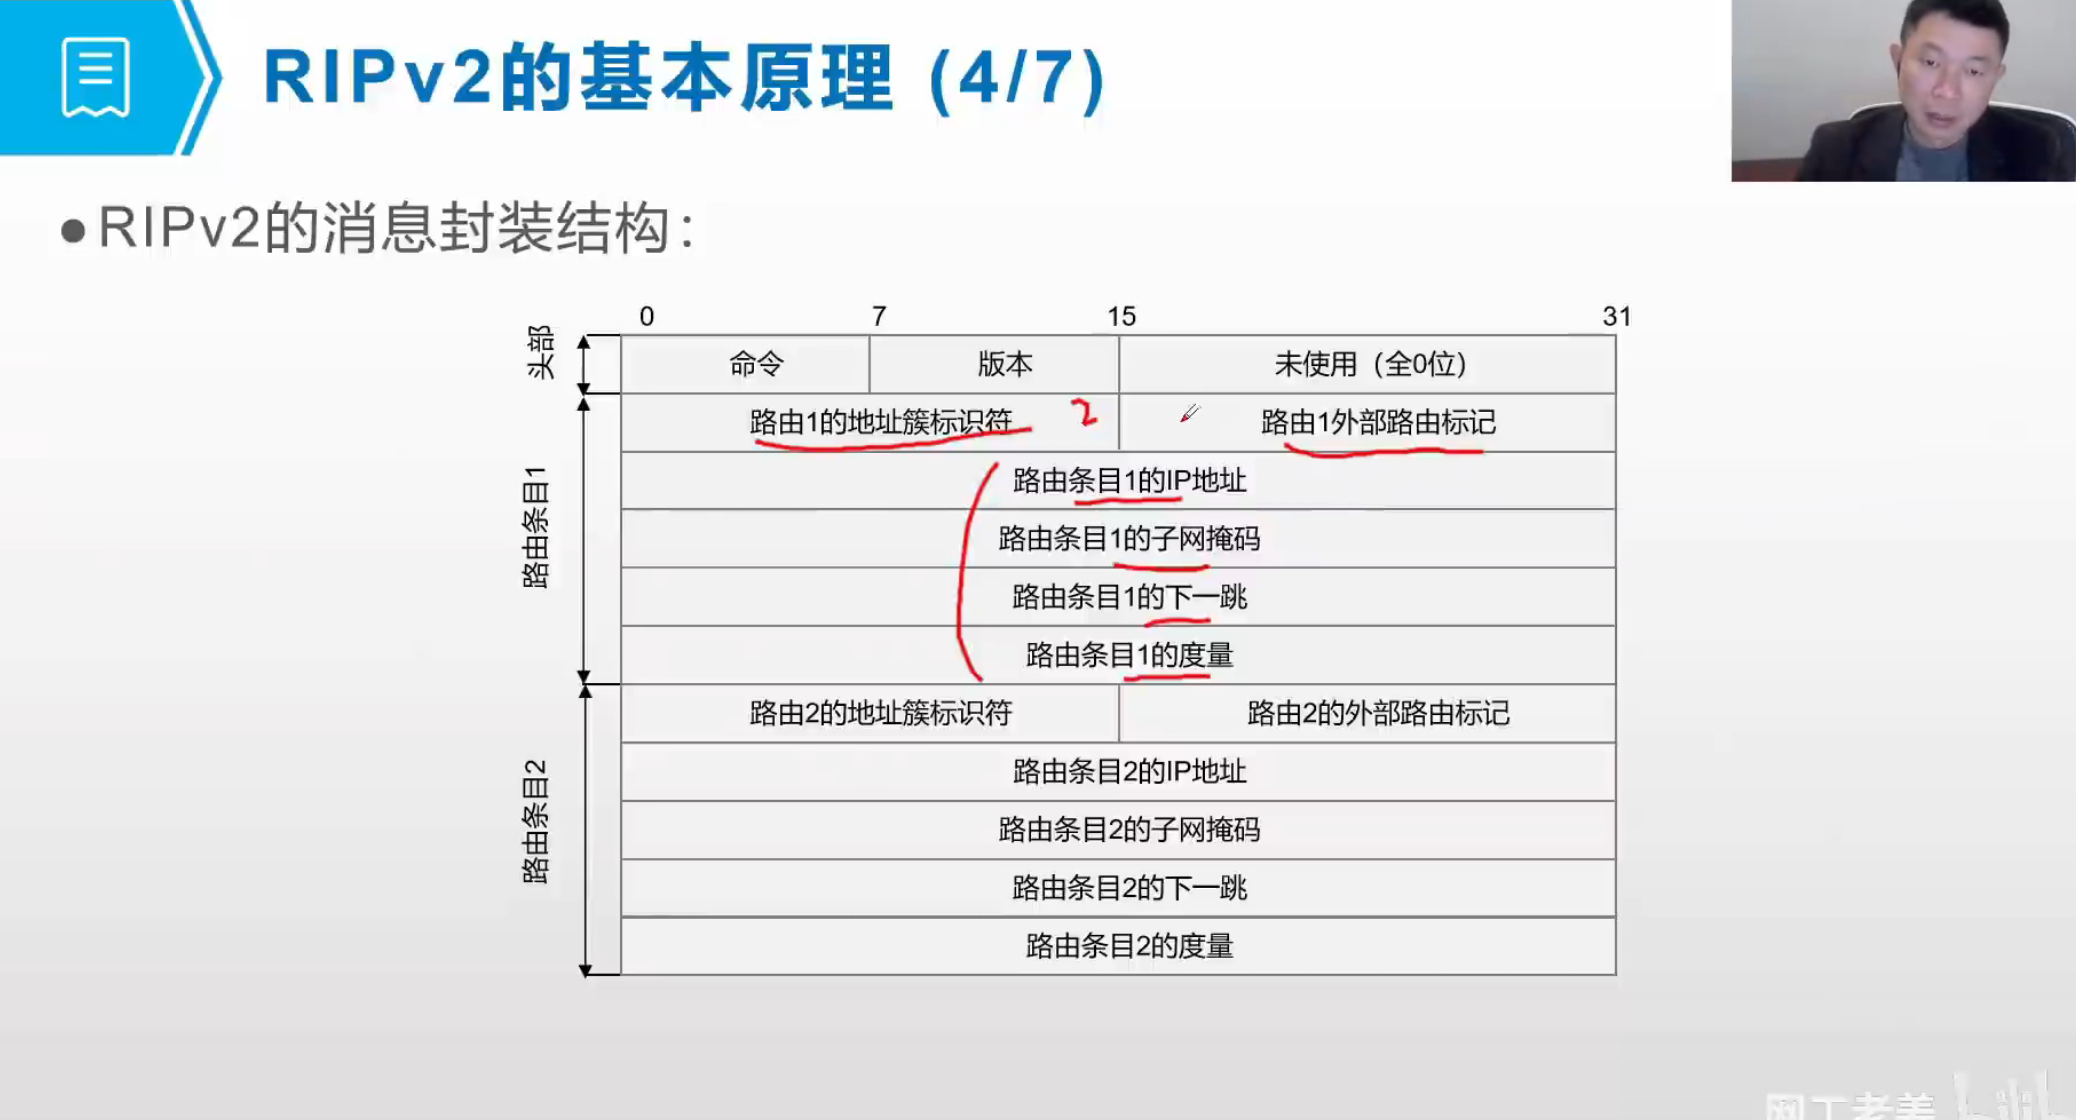 RIPv2的基本原理 (4/7)
●RIPv2的消息封装结构：
0 7 15 31
头部
命令 版本 未使用（全0位）
路由条目1
路由1的地址簇标识符 2 路由1外部路由标记
路由条目1的IP地址
路由条目1的子网掩码
路由条目1的下一跳
路由条目1的度量
路由条目2
路由2的地址簇标识符 路由2的外部路由标记
路由条目2的IP地址
路由条目2的子网掩码
路由条目2的下一跳
路由条目2的度量